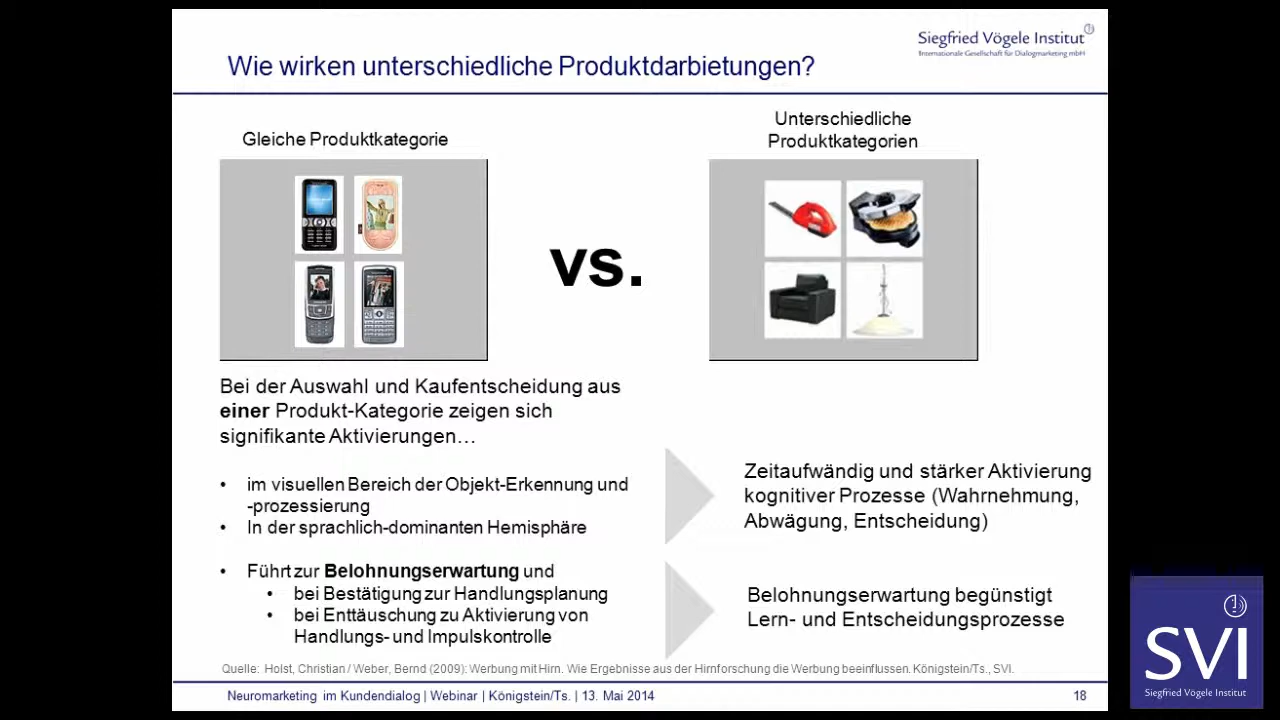 Siegfried Vögele Institut
Internationale Gesellschaft für Dialogmarketing mbH
Wie wirken unterschiedliche Produktdarbietungen?
Gleiche Produktkategorie
Unterschiedliche
Produktkategorien
vs.
Bei der Auswahl und Kaufentscheidung aus
einer Produkt-Kategorie zeigen sich
signifikante Aktivierungen…
• im visuellen Bereich der Objekt-Erkennung und
-prozessierung
• In der sprachlich-dominanten Hemisphäre
Zeitaufwändig und stärker Aktivierung
kognitiver Prozesse (Wahrnehmung,
Abwägung, Entscheidung)
• Führt zur Belohnungserwartung und
• bei Bestätigung zur Handlungsplanung
• bei Enttäuschung zu Aktivierung von
Handlungs- und Impulskontrolle
Belohnungserwartung begünstigt
Lern- und Entscheidungsprozesse
Quelle: Holst, Christian / Weber, Bernd (2009): Werbung mit Hirn. Wie Ergebnisse aus der Hirnforschung die Werbung beeinflussen. Königstein/Ts., SVI.
Neuromarketing im Kundendialog | Webinar | Königstein/Ts. | 13. Mai 2014
18
SVI
Siegfried Vögele Institut